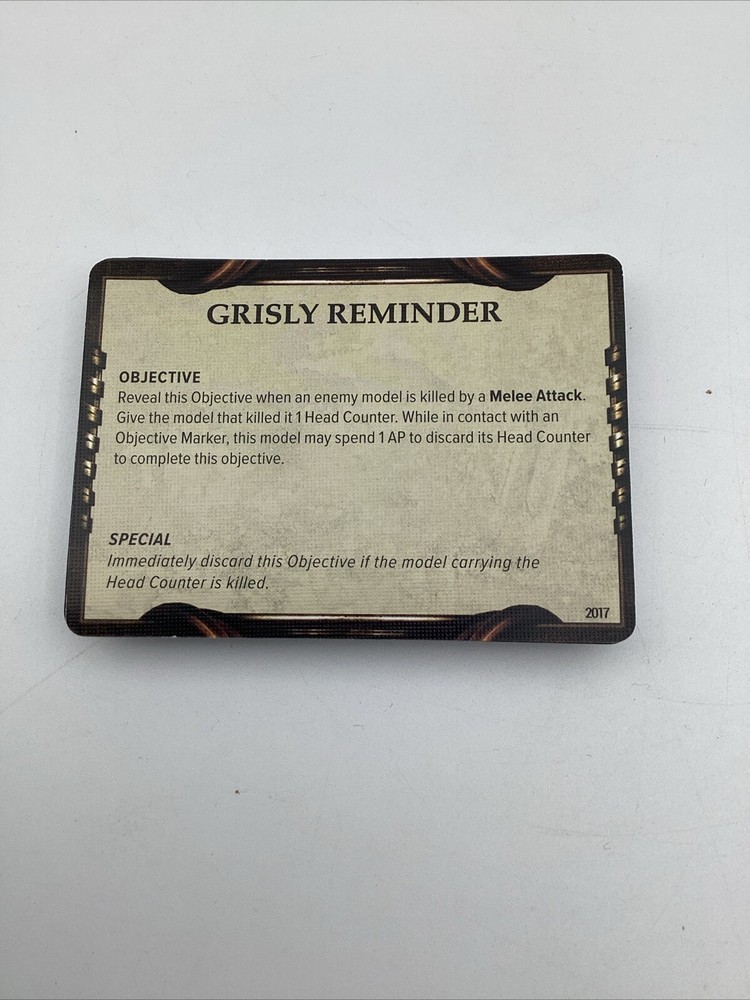 GRISLY REMINDER
OBJECTIVE
Reveal this Objective when an enemy model is killed by a Melee Attack.
Give the model that killed it 1 Head Counter. While in contact with an
Objective Marker, this model may spend 1 AP to discard its Head Counter
to complete this objective.
SPECIAL
Immediately discard this Objective if the model carrying the
Head Counter is killed.
2017